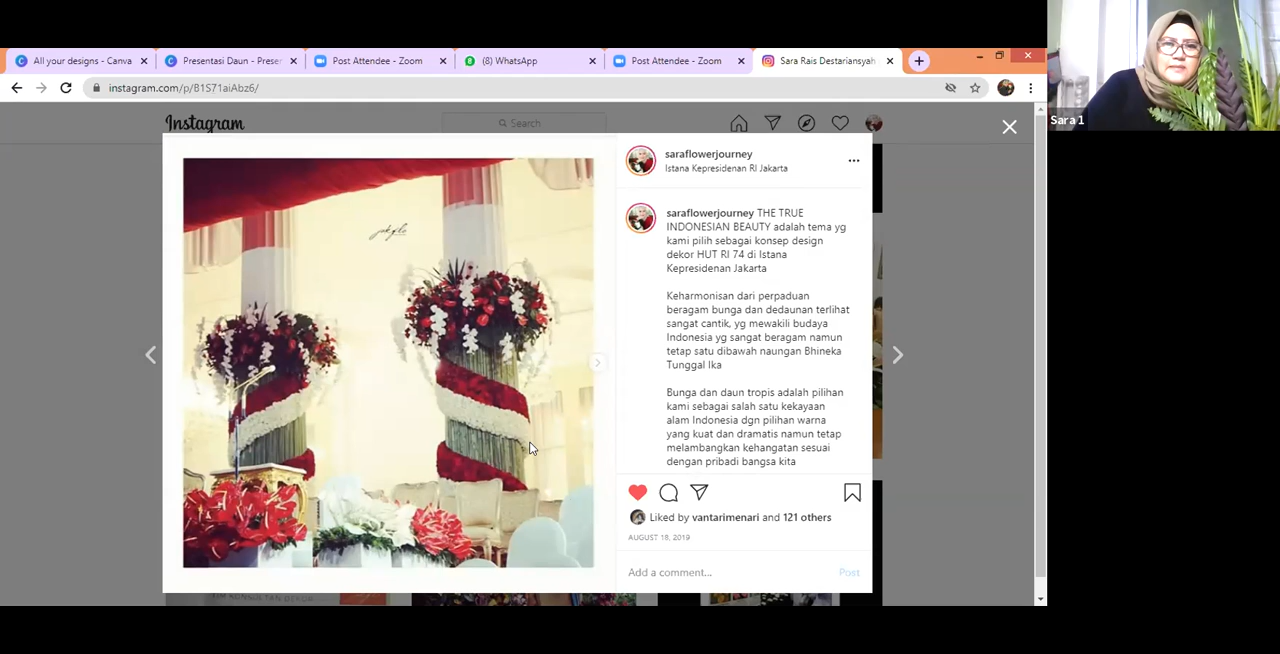 All your designs - Canva
Presentasi Daun - Presen
Post Attendee - Zoom
(8) WhatsApp
Post Attendee - Zoom
Sara Rais Destariansyah
instagram.com/p/B1S71aiAbz6/
Sara 1
Instagram
Search
saraflowerjourney
Istana Kepresidenan RI Jakarta
saraflowerjourney THE TRUE
INDONESIAN BEAUTY adalah tema yg
kami pilih sebagai konsep design
dekor HUT RI 74 di Istana
Kepresidenan Jakarta
Keharmonisan dari perpaduan
beragam bunga dan dedaunan terlihat
sangat cantik, yg mewakili budaya
Indonesia yg sangat beragam namun
tetap satu dibawah naungan Bhineka
Tunggal Ika
Bunga dan daun tropis adalah pilihan
kami sebagai salah satu kekayaan
alam Indonesia dgn pilihan warna
yang kuat dan dramatis namun tetap
melambangkan kehangatan sesuai
dengan pribadi bangsa kita
Liked by vantarimenari and 121 others
AUGUST 18, 2019
Add a comment...
Post